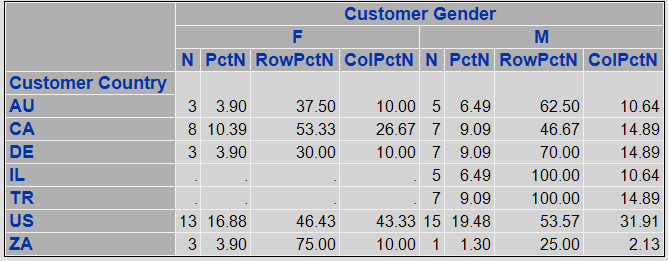 Customer Gender
F M
N PctN RowPctN ColPctN N PctN RowPctN ColPctN
Customer Country
AU 3 3.90 37.50 10.00 5 6.49 62.50 10.64
CA 8 10.39 53.33 26.67 7 9.09 46.67 14.89
DE 3 3.90 30.00 10.00 7 9.09 70.00 14.89
IL . . . . 5 6.49 100.00 10.64
TR . . . . 7 9.09 100.00 14.89
US 13 16.88 46.43 43.33 15 19.48 53.57 31.91
ZA 3 3.90 75.00 10.00 1 1.30 25.00 2.13